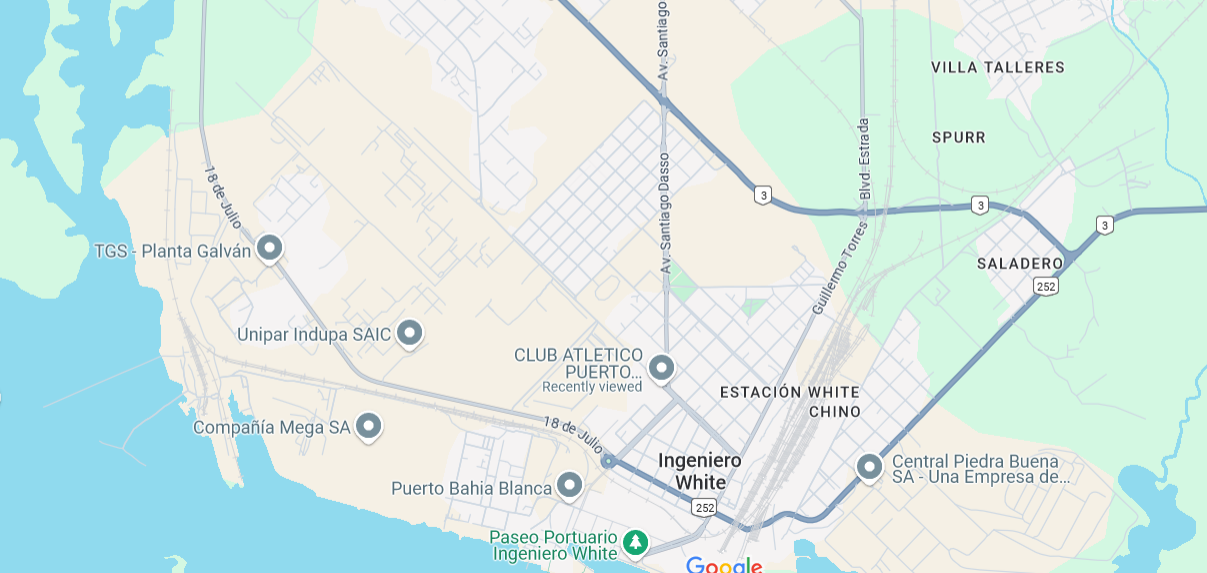 Av. Santiago
VILLA TALLERES
Blvd. Estrada
SPURR
18 de Julio
Av. Santiago Dasso
3
3
3
TGS - Planta Galván
Guillermo Torres
SALADERO
252
Unipar Indupa SAIC
CLUB ATLETICO
PUERTO...
Recently viewed
ESTACIÓN WHITE
CHINO
Compañía Mega SA
18 de Julio
Ingeniero
White
Central Piedra Buena
SA - Una Empresa de...
Puerto Bahia Blanca
252
Paseo Portuario
Ingeniero White
Google